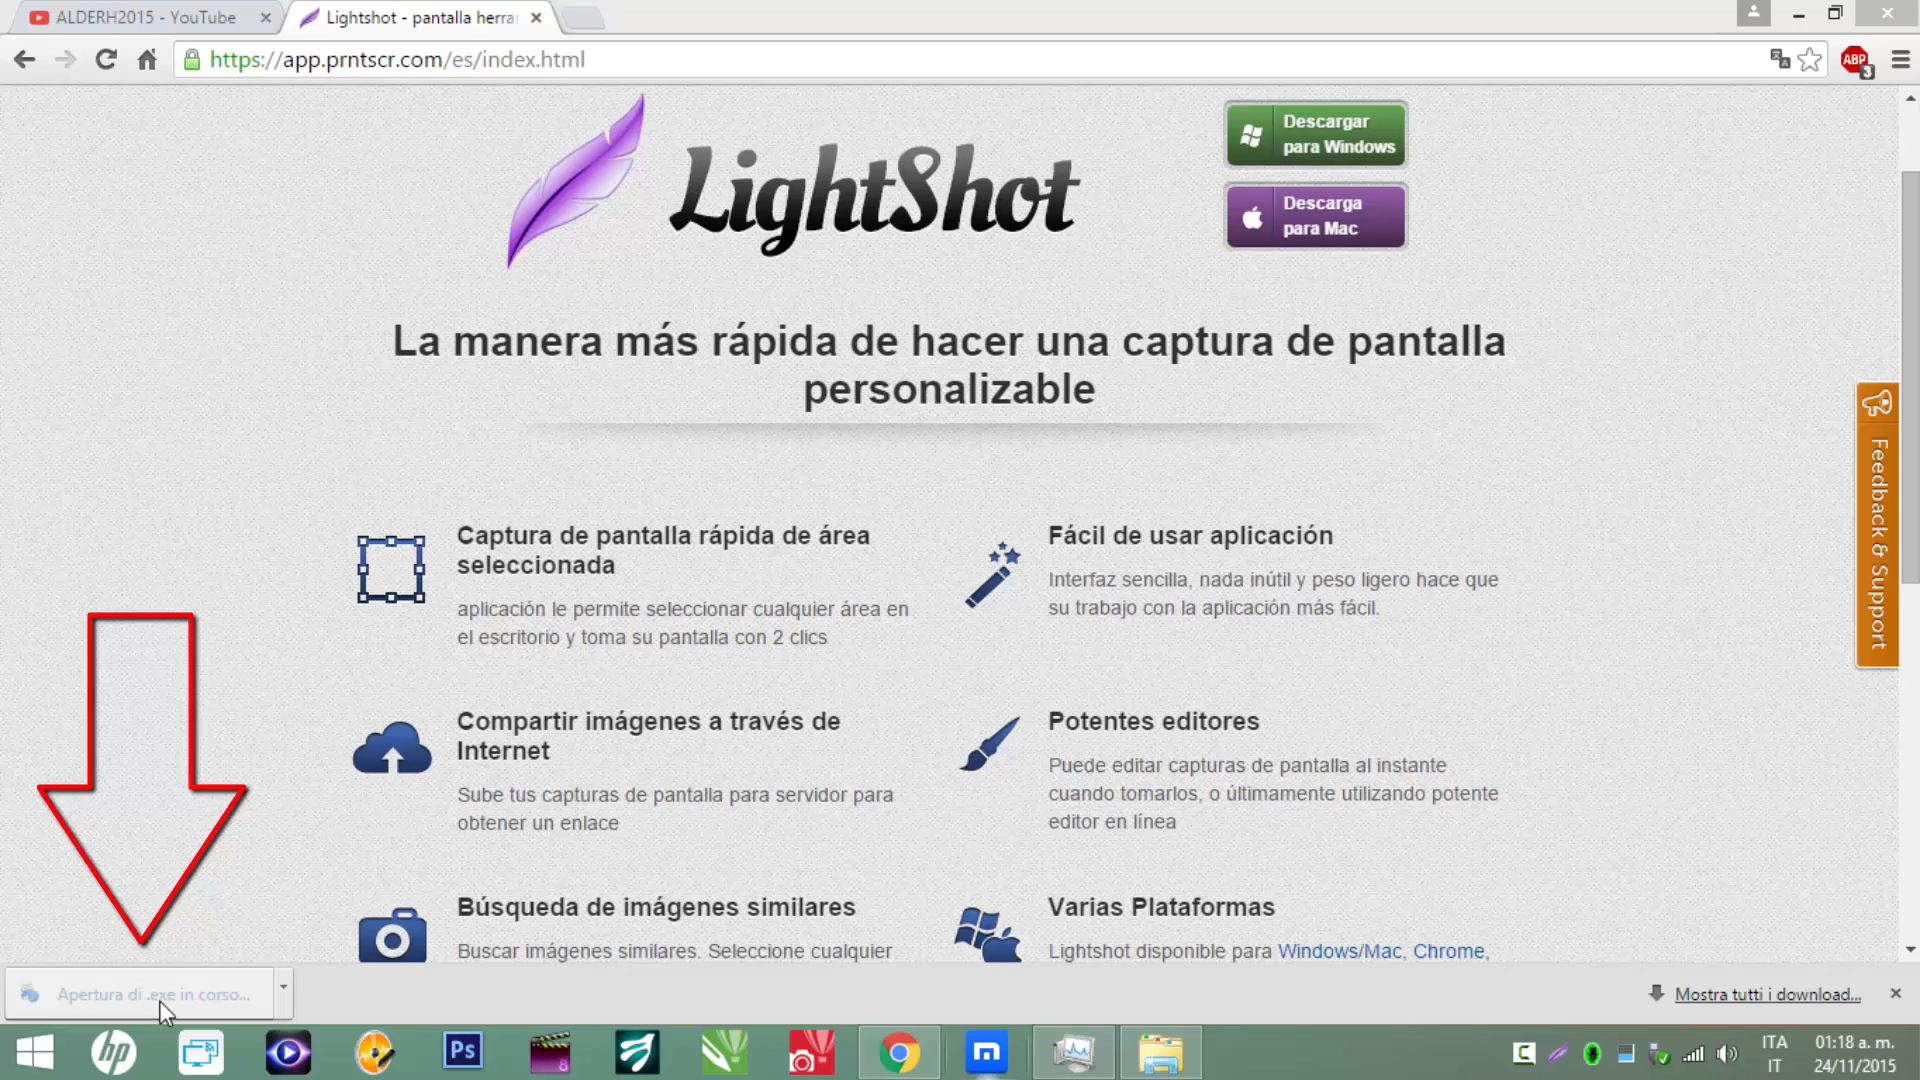 ALDERH2015 - YouTube
Lightshot - pantalla herra
https://app.prntscr.com/es/index.html
ABP
3
LightShot
Descargar
para Windows
Descarga
para Mac
La manera más rápida de hacer una captura de pantalla
personalizable
Captura de pantalla rápida de área
seleccionada
aplicación le permite seleccionar cualquier área en
el escritorio y toma su pantalla con 2 clics
Fácil de usar aplicación
Interfaz sencilla, nada inútil y peso ligero hace que
su trabajo con la aplicación más fácil.
Feedback & Support
Compartir imágenes a través de
Internet
Sube tus capturas de pantalla para servidor para
obtener un enlace
Potentes editores
Puede editar capturas de pantalla al instante
cuando tomarlos, o últimamente utilizando potente
editor en línea
Búsqueda de imágenes similares
Buscar imágenes similares. Seleccione cualquier
Varias Plataformas
Lightshot disponible para Windows/Mac, Chrome,
Apertura di .exe in corso...
Mostra tutti i download...
hp
Ps
8
m
ITA
IT
01:18 a. m.
24/11/2015